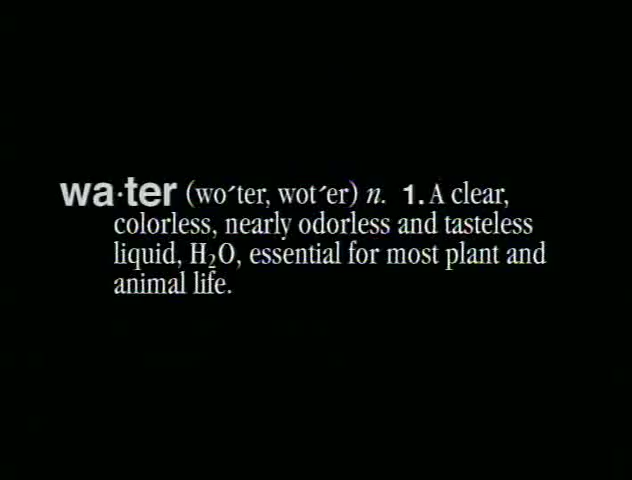 wa·ter (wo´ter, wot´er) n. 1. A clear,
colorless, nearly odorless and tasteless
liquid, H₂O, essential for most plant and
animal life.